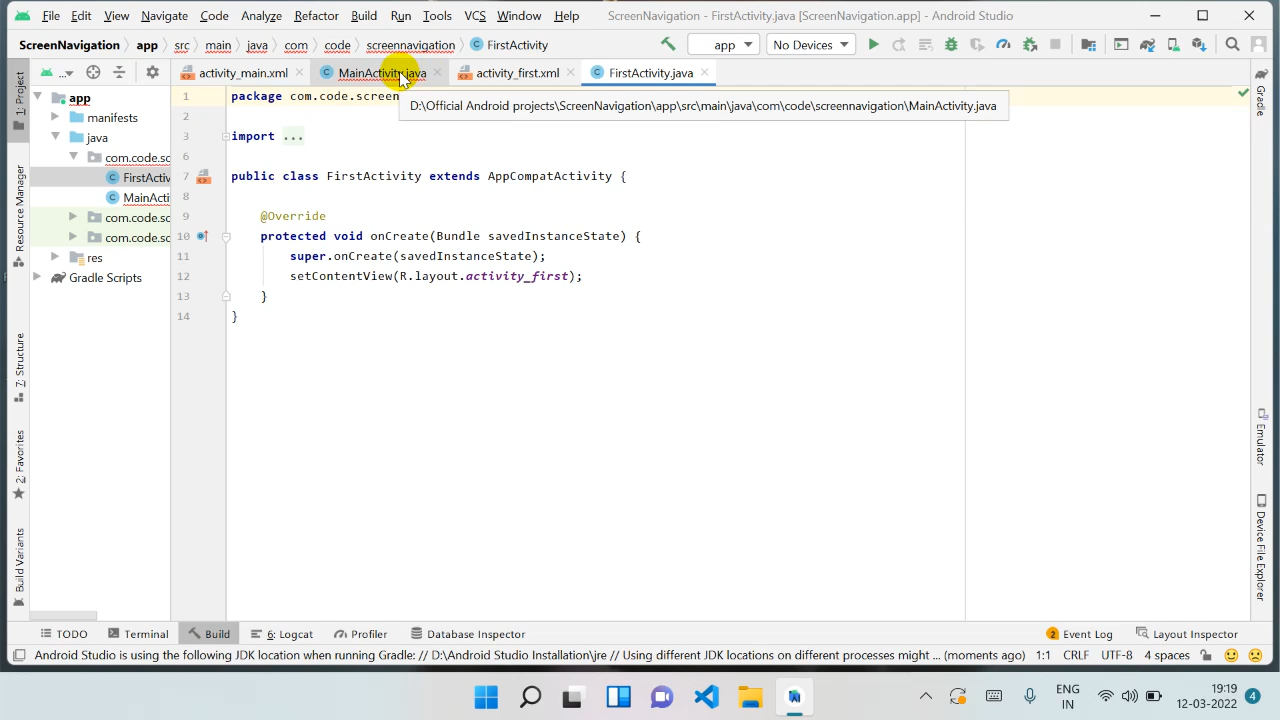 File Edit View Navigate Code Analyze Refactor Build Run Tools VCS Window Help ScreenNavigation - FirstActivity.java [ScreenNavigation.app] - Android Studio
ScreenNavigation app src main java com code screennavigation FirstActivity app No Devices
... activity_main.xml MainActivity.java activity_first.xml FirstActivity.java
1: Project
Resource Manager
7: Structure
2: Favorites
Build Variants
app
manifests
java
com.code.sc
FirstActiv
MainActi
com.code.sc
com.code.sc
res
Gradle Scripts
1 package com.code.screen
D:\Official Android projects\ScreenNavigation\app\src\main\java\com\code\screennavigation\MainActivity.java
2
3 import ...
6
7 public class FirstActivity extends AppCompatActivity {
8
9 @Override
10 protected void onCreate(Bundle savedInstanceState) {
11 super.onCreate(savedInstanceState);
12 setContentView(R.layout.activity_first);
13 }
14 }
Gradle
Emulator
Device File Explorer
TODO Terminal Build 6: Logcat Profiler Database Inspector 2 Event Log Layout Inspector
Android Studio is using the following JDK location when running Gradle: // D:\Android Studio Installation\jre // Using different JDK locations on different processes might ... (moments ago) 1:1 CRLF UTF-8 4 spaces
ENG
IN
19:19
12-03-2022
4